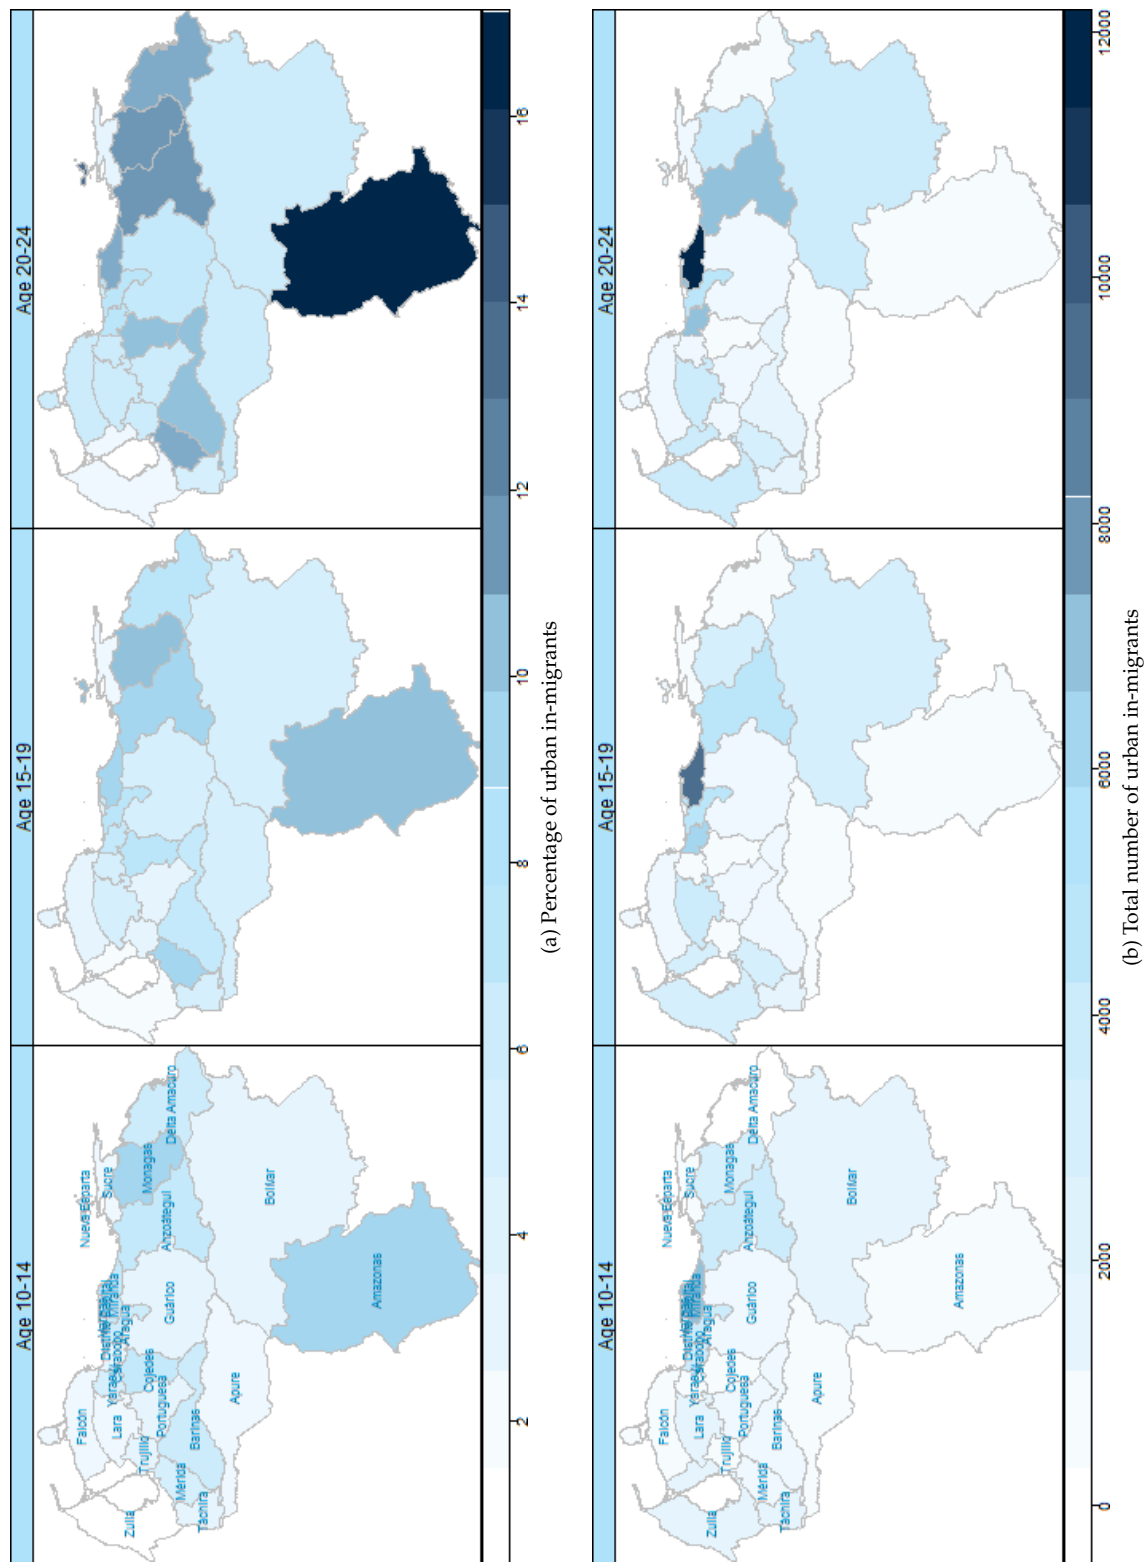 Age 10-14
Age 15-19
Age 20-24
Falcón
Nueva Esparta
Sucre
Lara
Miranda
Aragua
Zulia
Trujillo
Portuguesa
Cojedes
Guárico
Anzoátegui
Monagas
Delta Amacuro
Mérida
Barinas
Táchira
Apure
Bolívar
Amazonas
2 4 6 8 10 12 14 16
(a) Percentage of urban in-migrants
Age 10-14
Age 15-19
Age 20-24
Falcón
Nueva Esparta
Sucre
Lara
Miranda
Aragua
Zulia
Trujillo
Portuguesa
Cojedes
Guárico
Anzoátegui
Monagas
Delta Amacuro
Mérida
Barinas
Táchira
Apure
Bolívar
Amazonas
0 2000 4000 6000 8000 10000 12000
(b) Total number of urban in-migrants